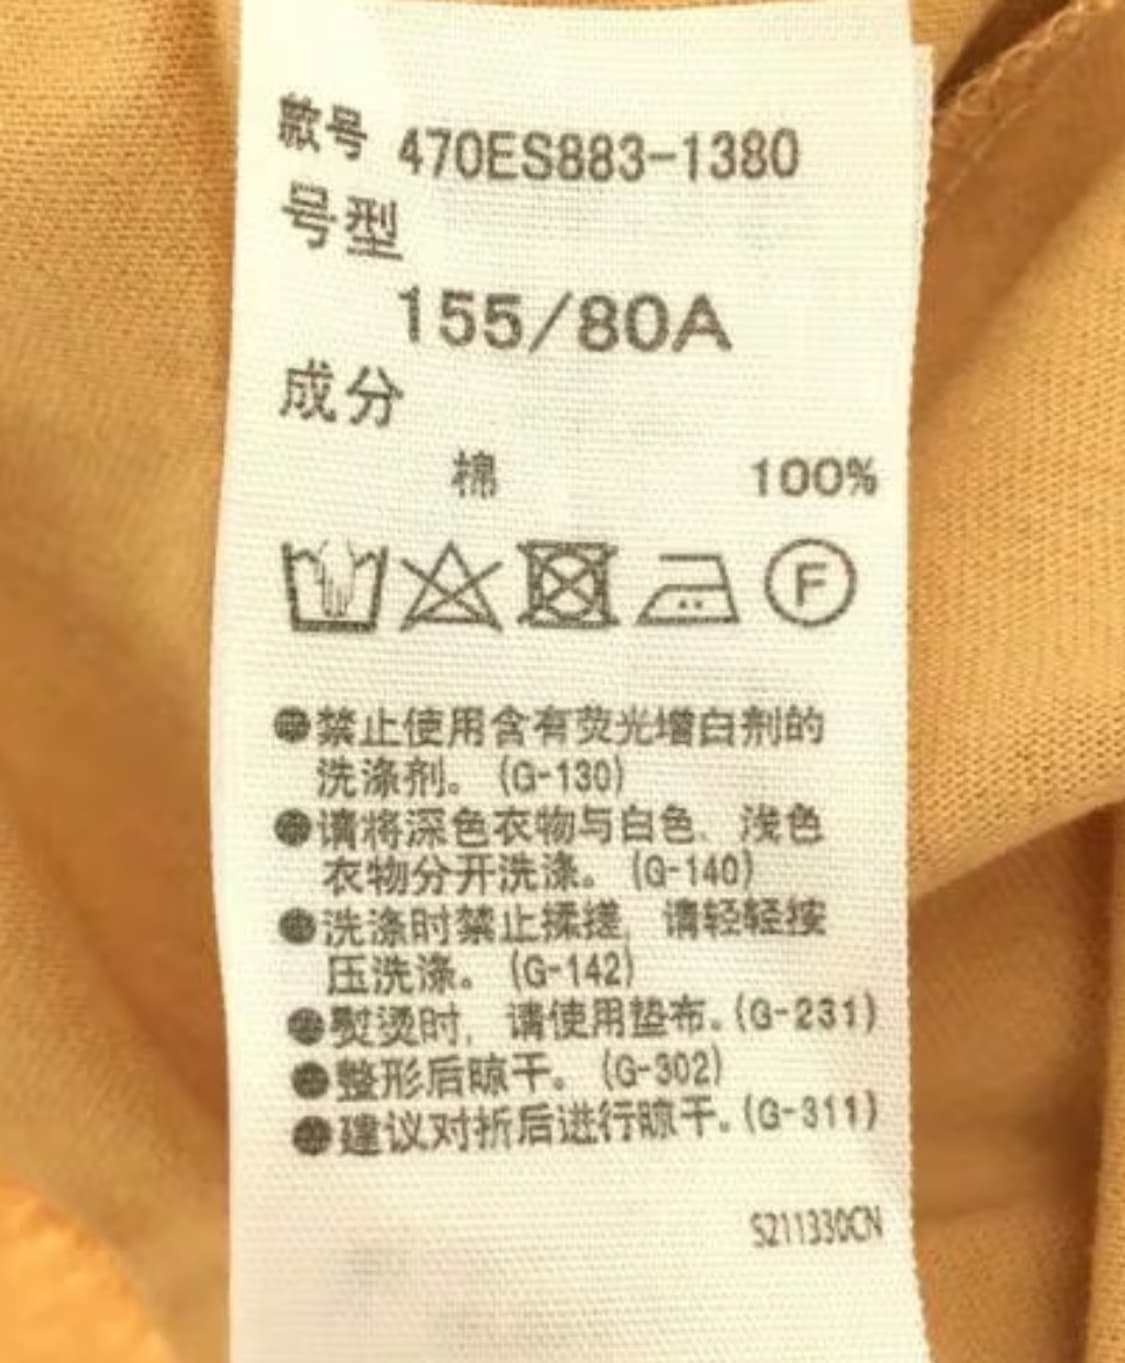 款号 470ES883-1380
号型
155/80A
成分
棉 100%
F
●禁止使用含有荧光增白剂的
洗涤剂。(G-130)
●请将深色衣物与白色、浅色
衣物分开洗涤。(G-140)
●洗涤时禁止揉搓，请轻轻按
压洗涤。(G-142)
●熨烫时，请使用垫布。(G-231)
●整形后晾干。(G-302)
●建议对折后进行晾干。(G-311)
S211330CN